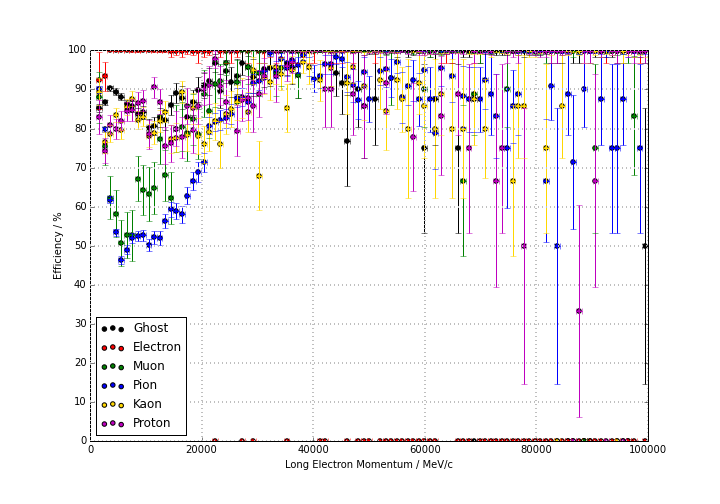 100
90
80
70
60
50
40
30
20
10
0
Efficiency / %
Ghost
Electron
Muon
Pion
Kaon
Proton
0 20000 40000 60000 80000 100000
Long Electron Momentum / MeV/c